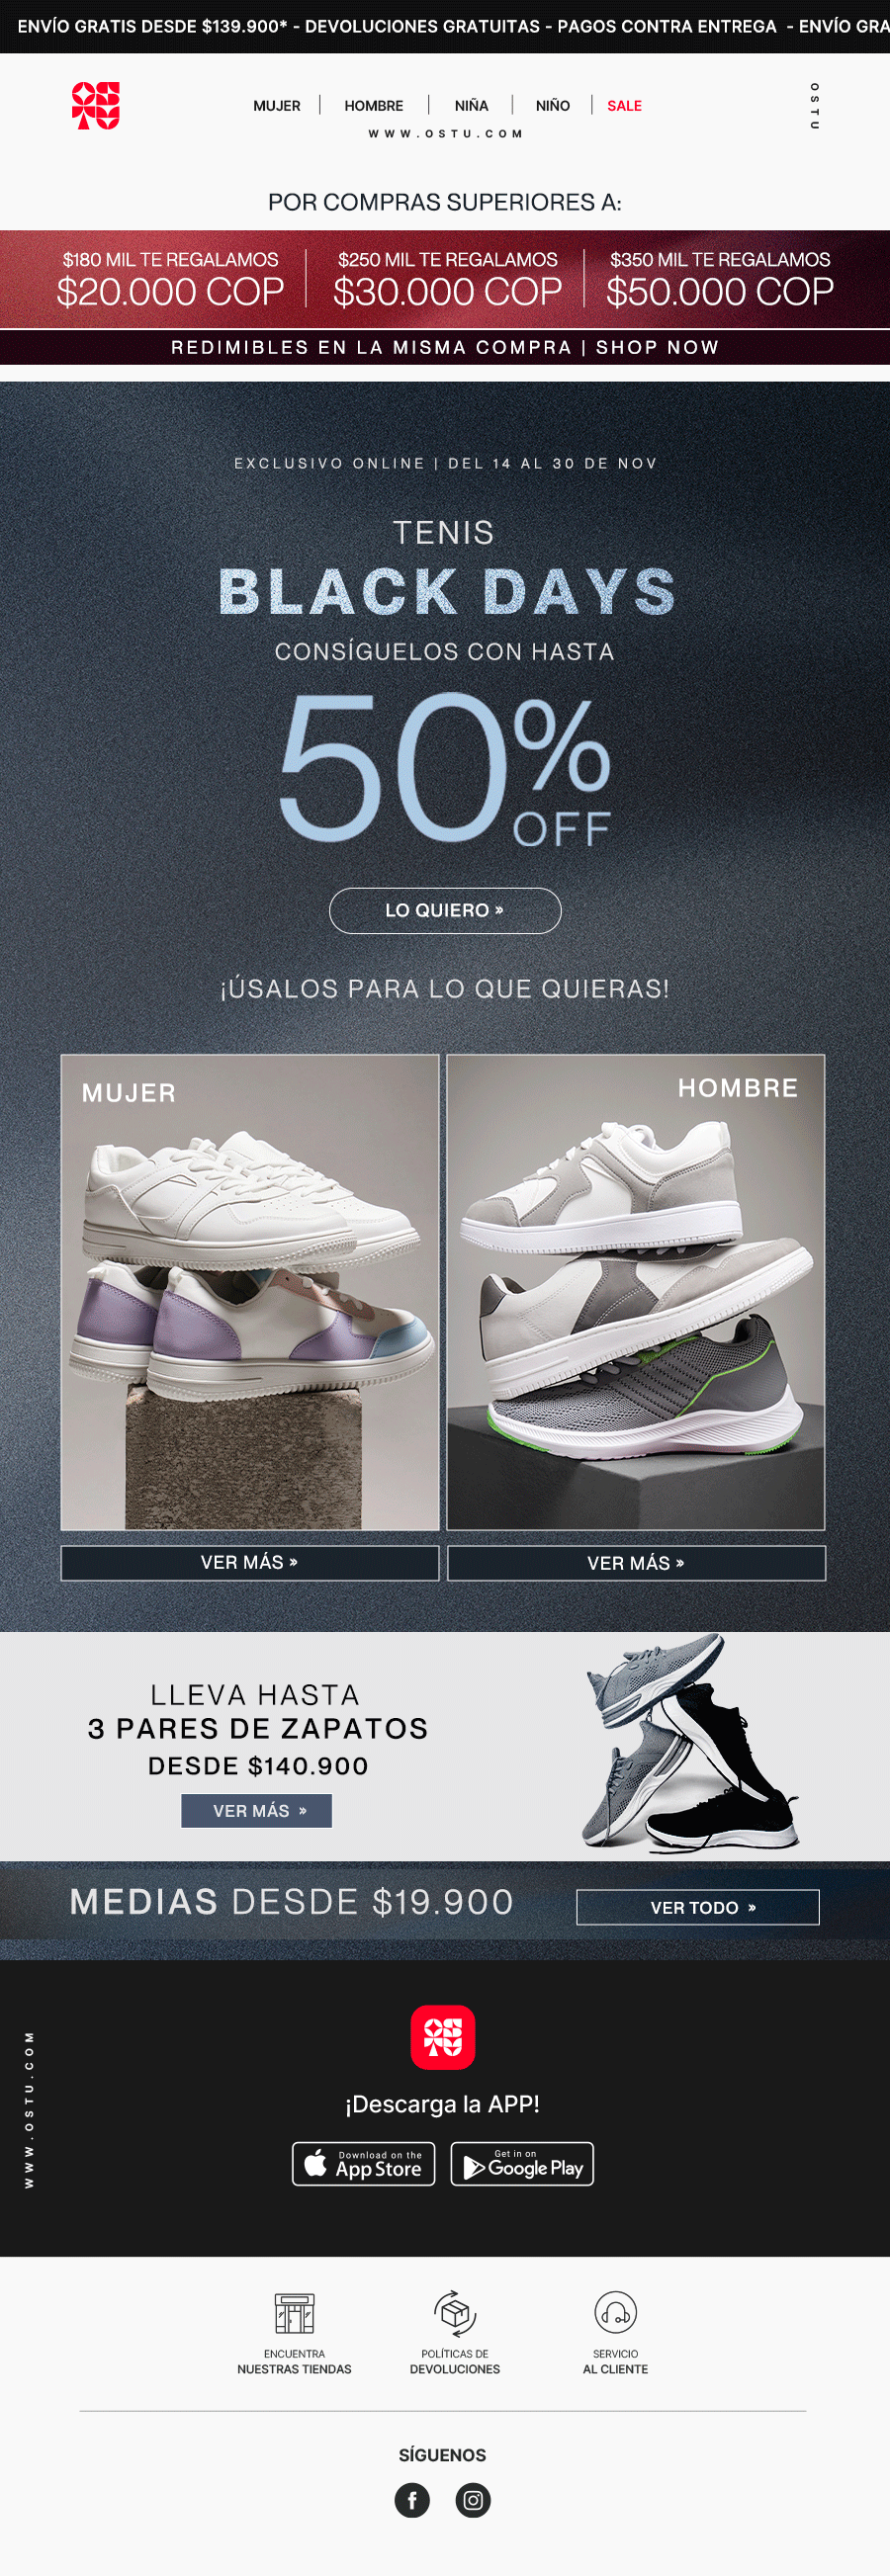 ENVÍO GRATIS DESDE $139.900* - DEVOLUCIONES GRATUITAS - PAGOS CONTRA ENTREGA - ENVÍO GRA
MUJER | HOMBRE | NIÑA | NIÑO | SALE
WWW.OSTU.COM
OSTU
POR COMPRAS SUPERIORES A:
$180 MIL TE REGALAMOS
$20.000 COP
$250 MIL TE REGALAMOS
$30.000 COP
$350 MIL TE REGALAMOS
$50.000 COP
REDIMIBLES EN LA MISMA COMPRA | SHOP NOW
EXCLUSIVO ONLINE | DEL 14 AL 30 DE NOV
TENIS
BLACK DAYS
CONSÍGUELOS CON HASTA
50%
OFF
LO QUIERO »
¡ÚSALOS PARA LO QUE QUIERAS!
MUJER
HOMBRE
VER MÁS »
VER MÁS »
LLEVA HASTA
3 PARES DE ZAPATOS
DESDE $140.900
VER MÁS »
MEDIAS DESDE $19.900
VER TODO »
WWW.OSTU.COM
¡Descarga la APP!
Download on the
App Store
Get in on
Google Play
ENCUENTRA
NUESTRAS TIENDAS
POLÍTICAS DE
DEVOLUCIONES
SERVICIO
AL CLIENTE
SÍGUENOS